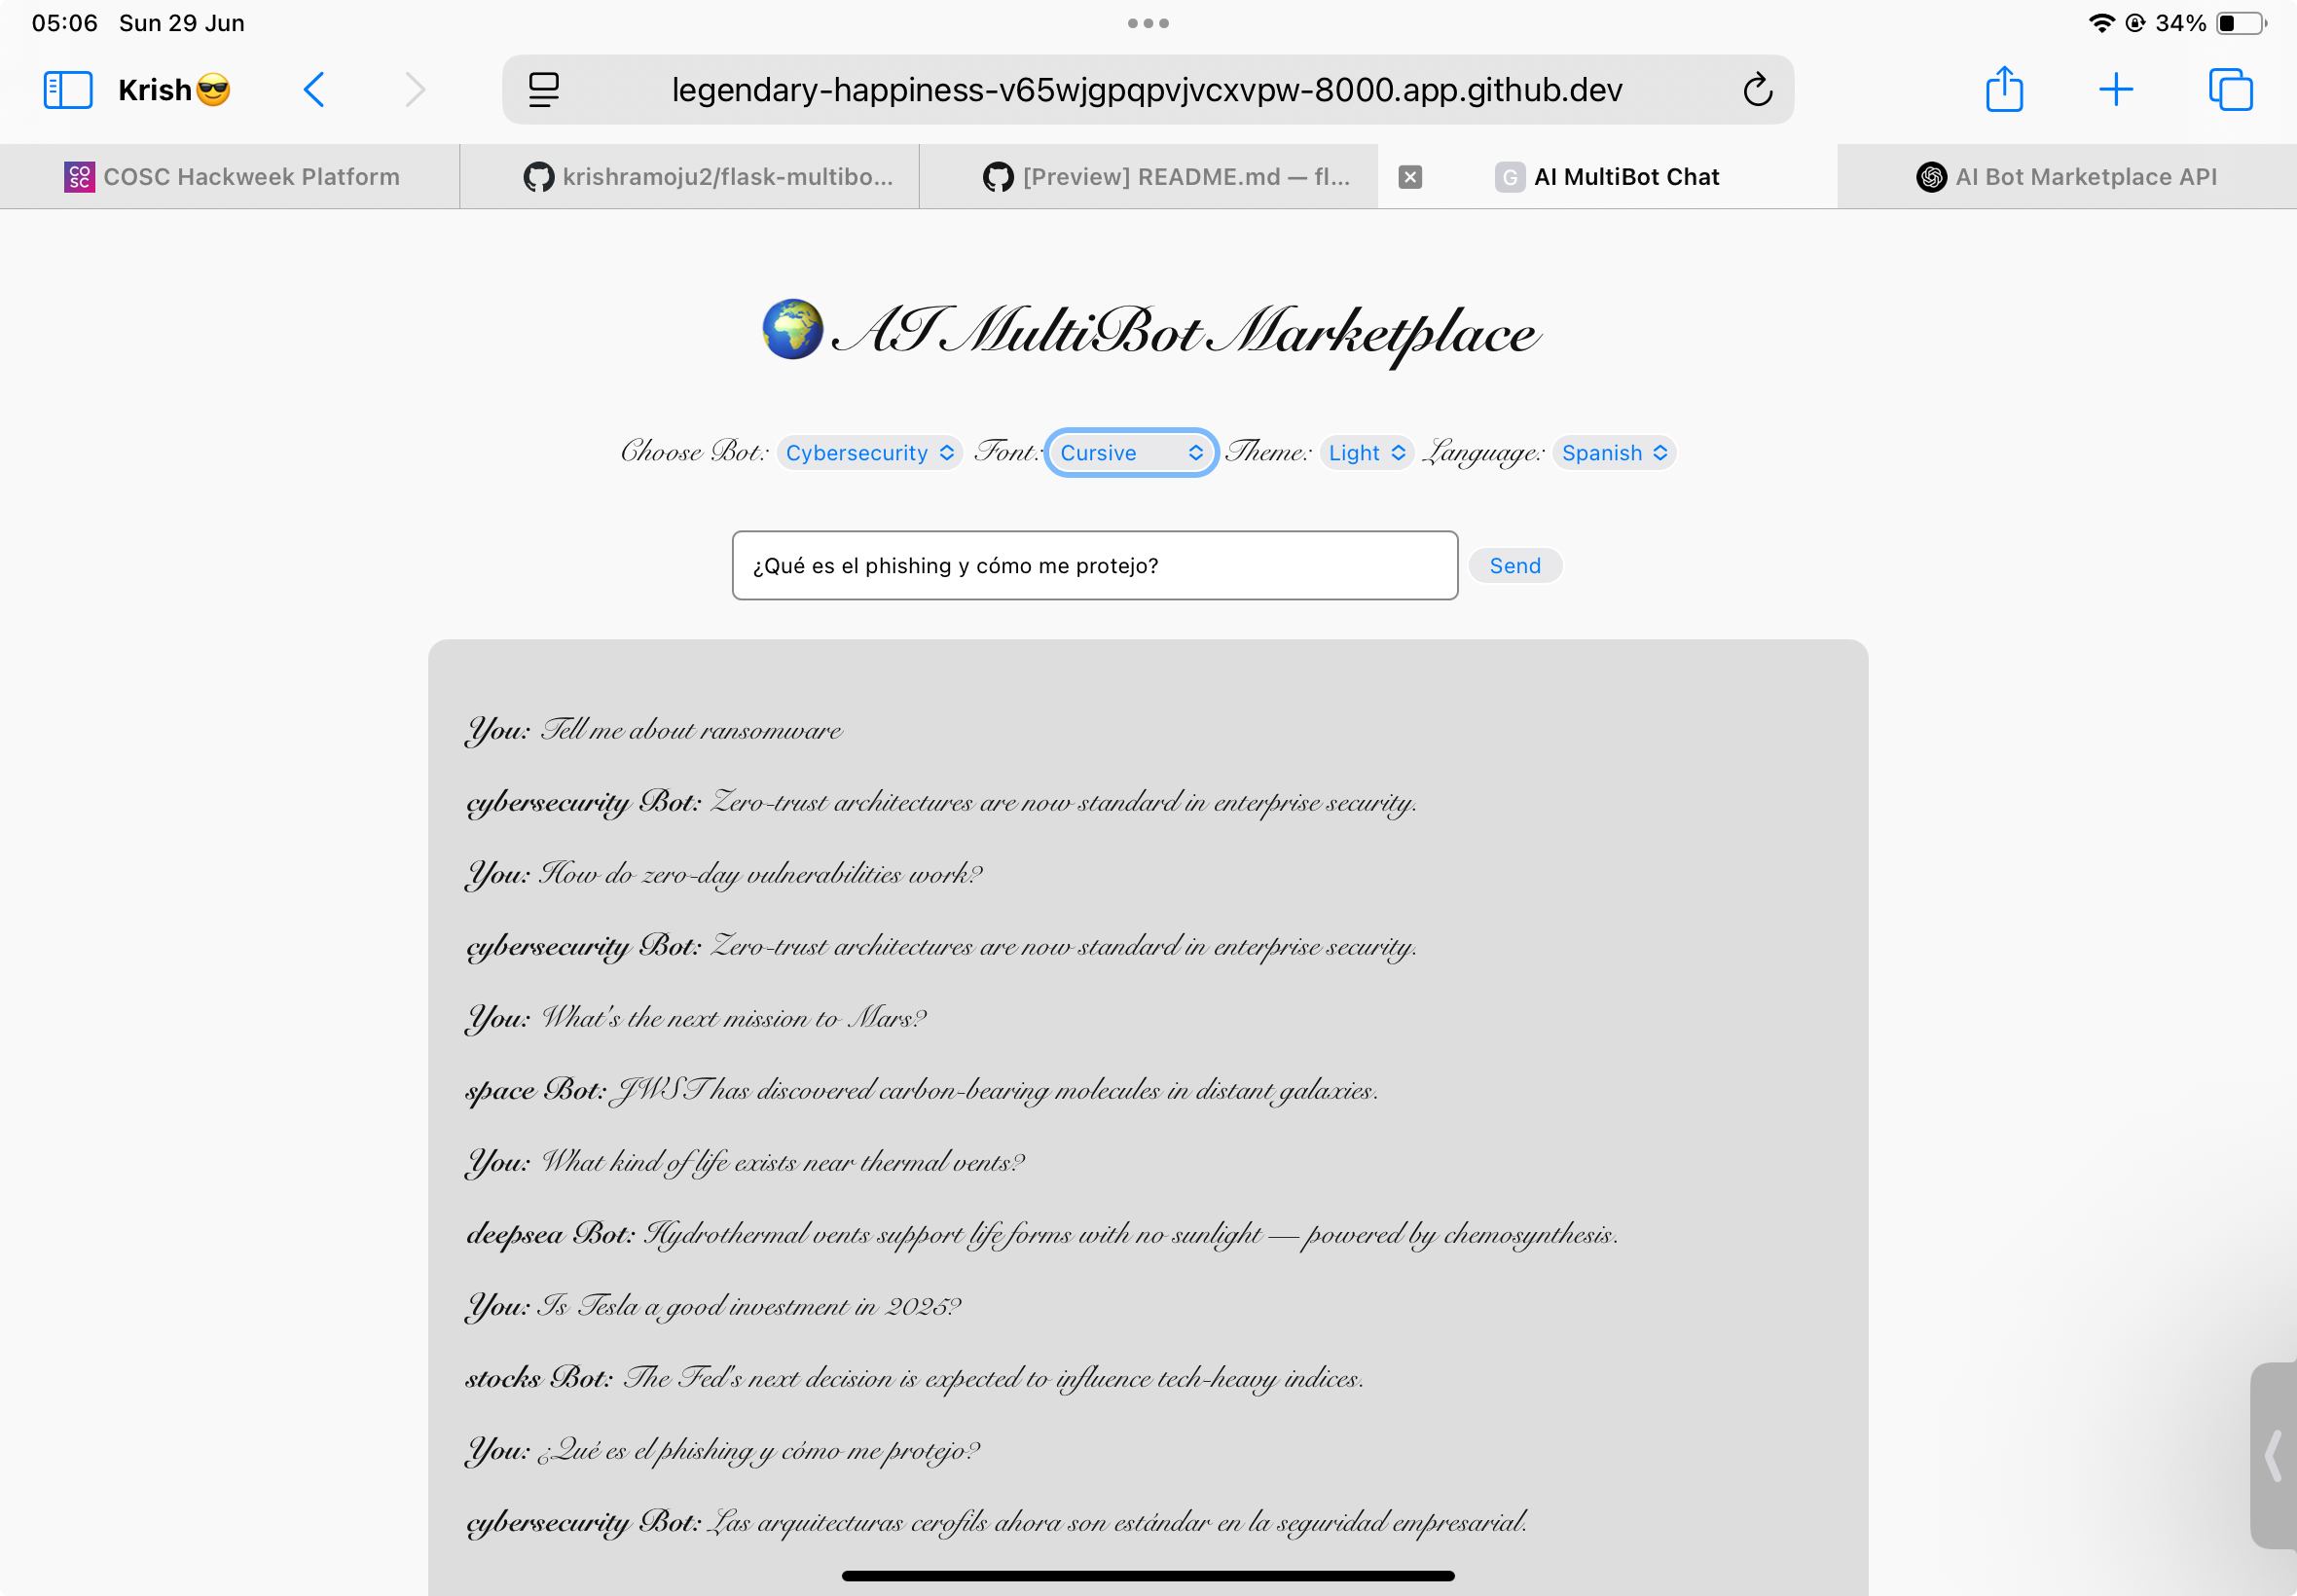 05:06 Sun 29 Jun
34%
Krish😎
legendary-happiness-v65wjgpqpvjvcxvpw-8000.app.github.dev
COSC Hackweek Platform
krishramoju2/flask-multibo...
[Preview] README.md — fl...
G AI MultiBot Chat
AI Bot Marketplace API
🌍 AI MultiBot Marketplace
Choose Bot: Cybersecurity Font: Cursive Theme: Light Language: Spanish
¿Qué es el phishing y cómo me protejo?
Send
You: Tell me about ransomware
cybersecurity Bot: Zero-trust architectures are now standard in enterprise security.
You: How do zero-day vulnerabilities work?
cybersecurity Bot: Zero-trust architectures are now standard in enterprise security.
You: What's the next mission to Mars?
space Bot: JWST has discovered carbon-bearing molecules in distant galaxies.
You: What kind of life exists near thermal vents?
deepsea Bot: Hydrothermal vents support life forms with no sunlight — powered by chemosynthesis.
You: Is Tesla a good investment in 2025?
stocks Bot: The Fed's next decision is expected to influence tech-heavy indices.
You: ¿Qué es el phishing y cómo me protejo?
cybersecurity Bot: Las arquitecturas cerofils ahora son estándar en la seguridad empresarial.